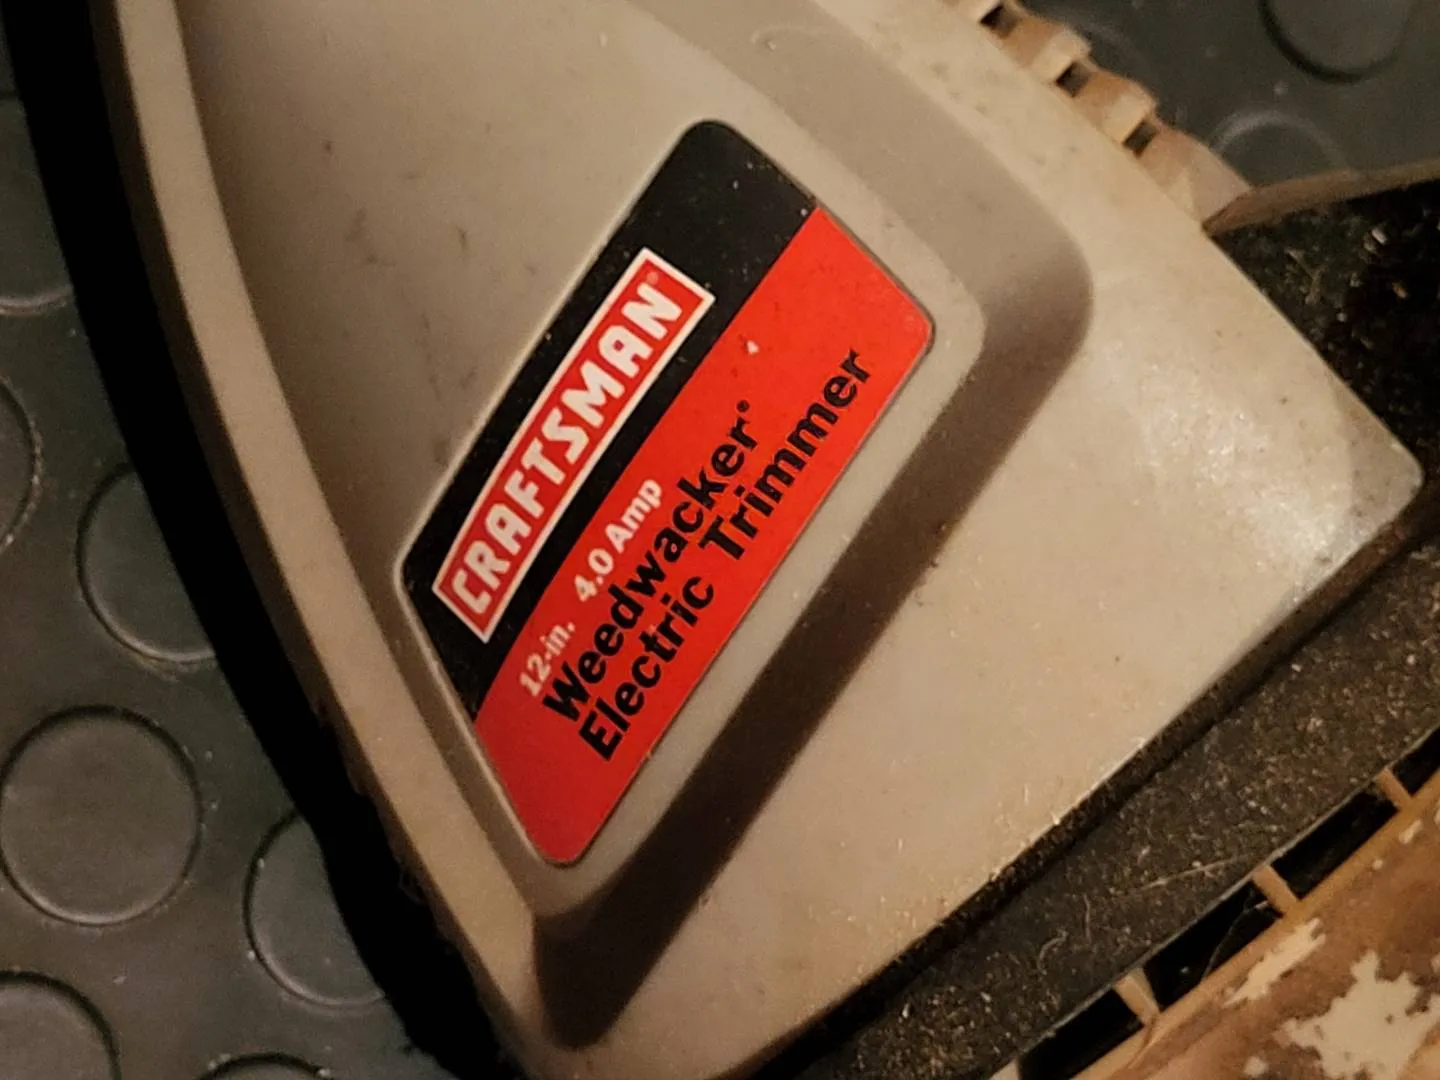 CRAFTSMAN®
12-in. 4.0 Amp
Weedwacker®
Electric Trimmer